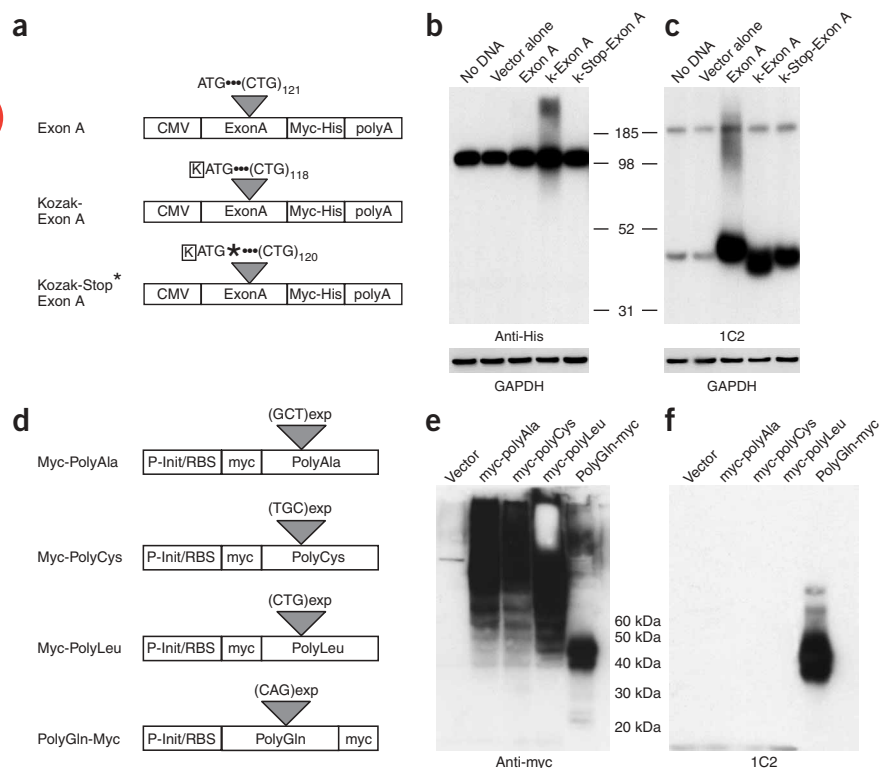 a
ATG•••(CTG)121
Exon A
CMV ExonA Myc-His polyA
K ATG•••(CTG)118
Kozak-
Exon A
CMV ExonA Myc-His polyA
K ATG*•••(CTG)120
Kozak-Stop*
Exon A
CMV ExonA Myc-His polyA
b
No DNA
Vector alone
Exon A
k-Exon A
k-Stop-Exon A
Anti-His
GAPDH
— 185 —
— 98 —
— 52 —
— 31 —
c
No DNA
Vector alone
Exon A
k-Exon A
k-Stop-Exon A
1C2
GAPDH
d
(GCT)exp
Myc-PolyAla
P-Init/RBS myc PolyAla
(TGC)exp
Myc-PolyCys
P-Init/RBS myc PolyCys
(CTG)exp
Myc-PolyLeu
P-Init/RBS myc PolyLeu
(CAG)exp
PolyGln-Myc
P-Init/RBS PolyGln myc
e
Vector
myc-polyAla
myc-polyCys
myc-polyLeu
PolyGln-myc
60 kDa
50 kDa
40 kDa
30 kDa
20 kDa
Anti-myc
f
Vector
myc-polyAla
myc-polyCys
myc-polyLeu
PolyGln-myc
1C2